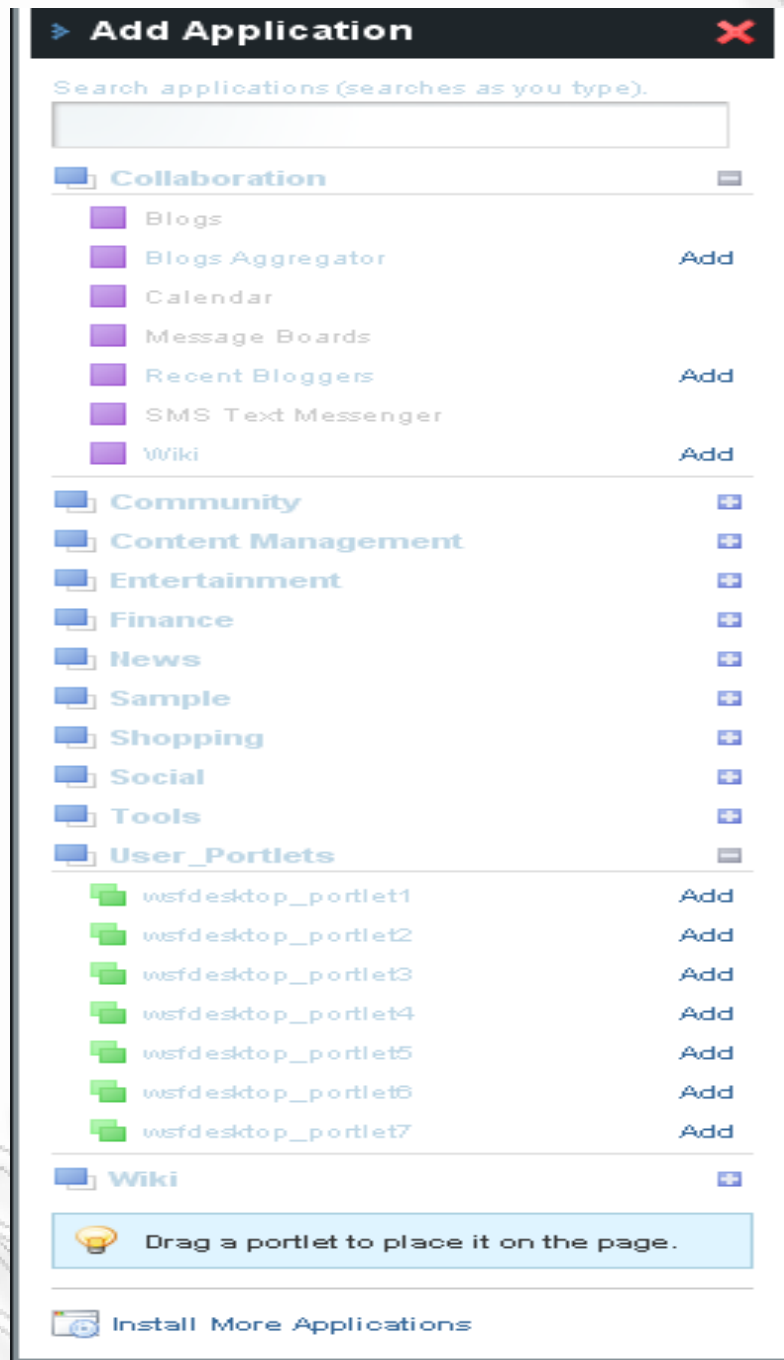 Add Application
Search applications (searches as you type).
Collaboration
Blogs
Blogs Aggregator Add
Calendar
Message Boards
Recent Bloggers Add
SMS Text Messenger
Wiki Add
Community
Content Management
Entertainment
Finance
News
Sample
Shopping
Social
Tools
User_Portlets
wsfdesktop_portlet1 Add
wsfdesktop_portlet2 Add
wsfdesktop_portlet3 Add
wsfdesktop_portlet4 Add
wsfdesktop_portlet5 Add
wsfdesktop_portlet6 Add
wsfdesktop_portlet7 Add
Wiki
Drag a portlet to place it on the page.
Install More Applications